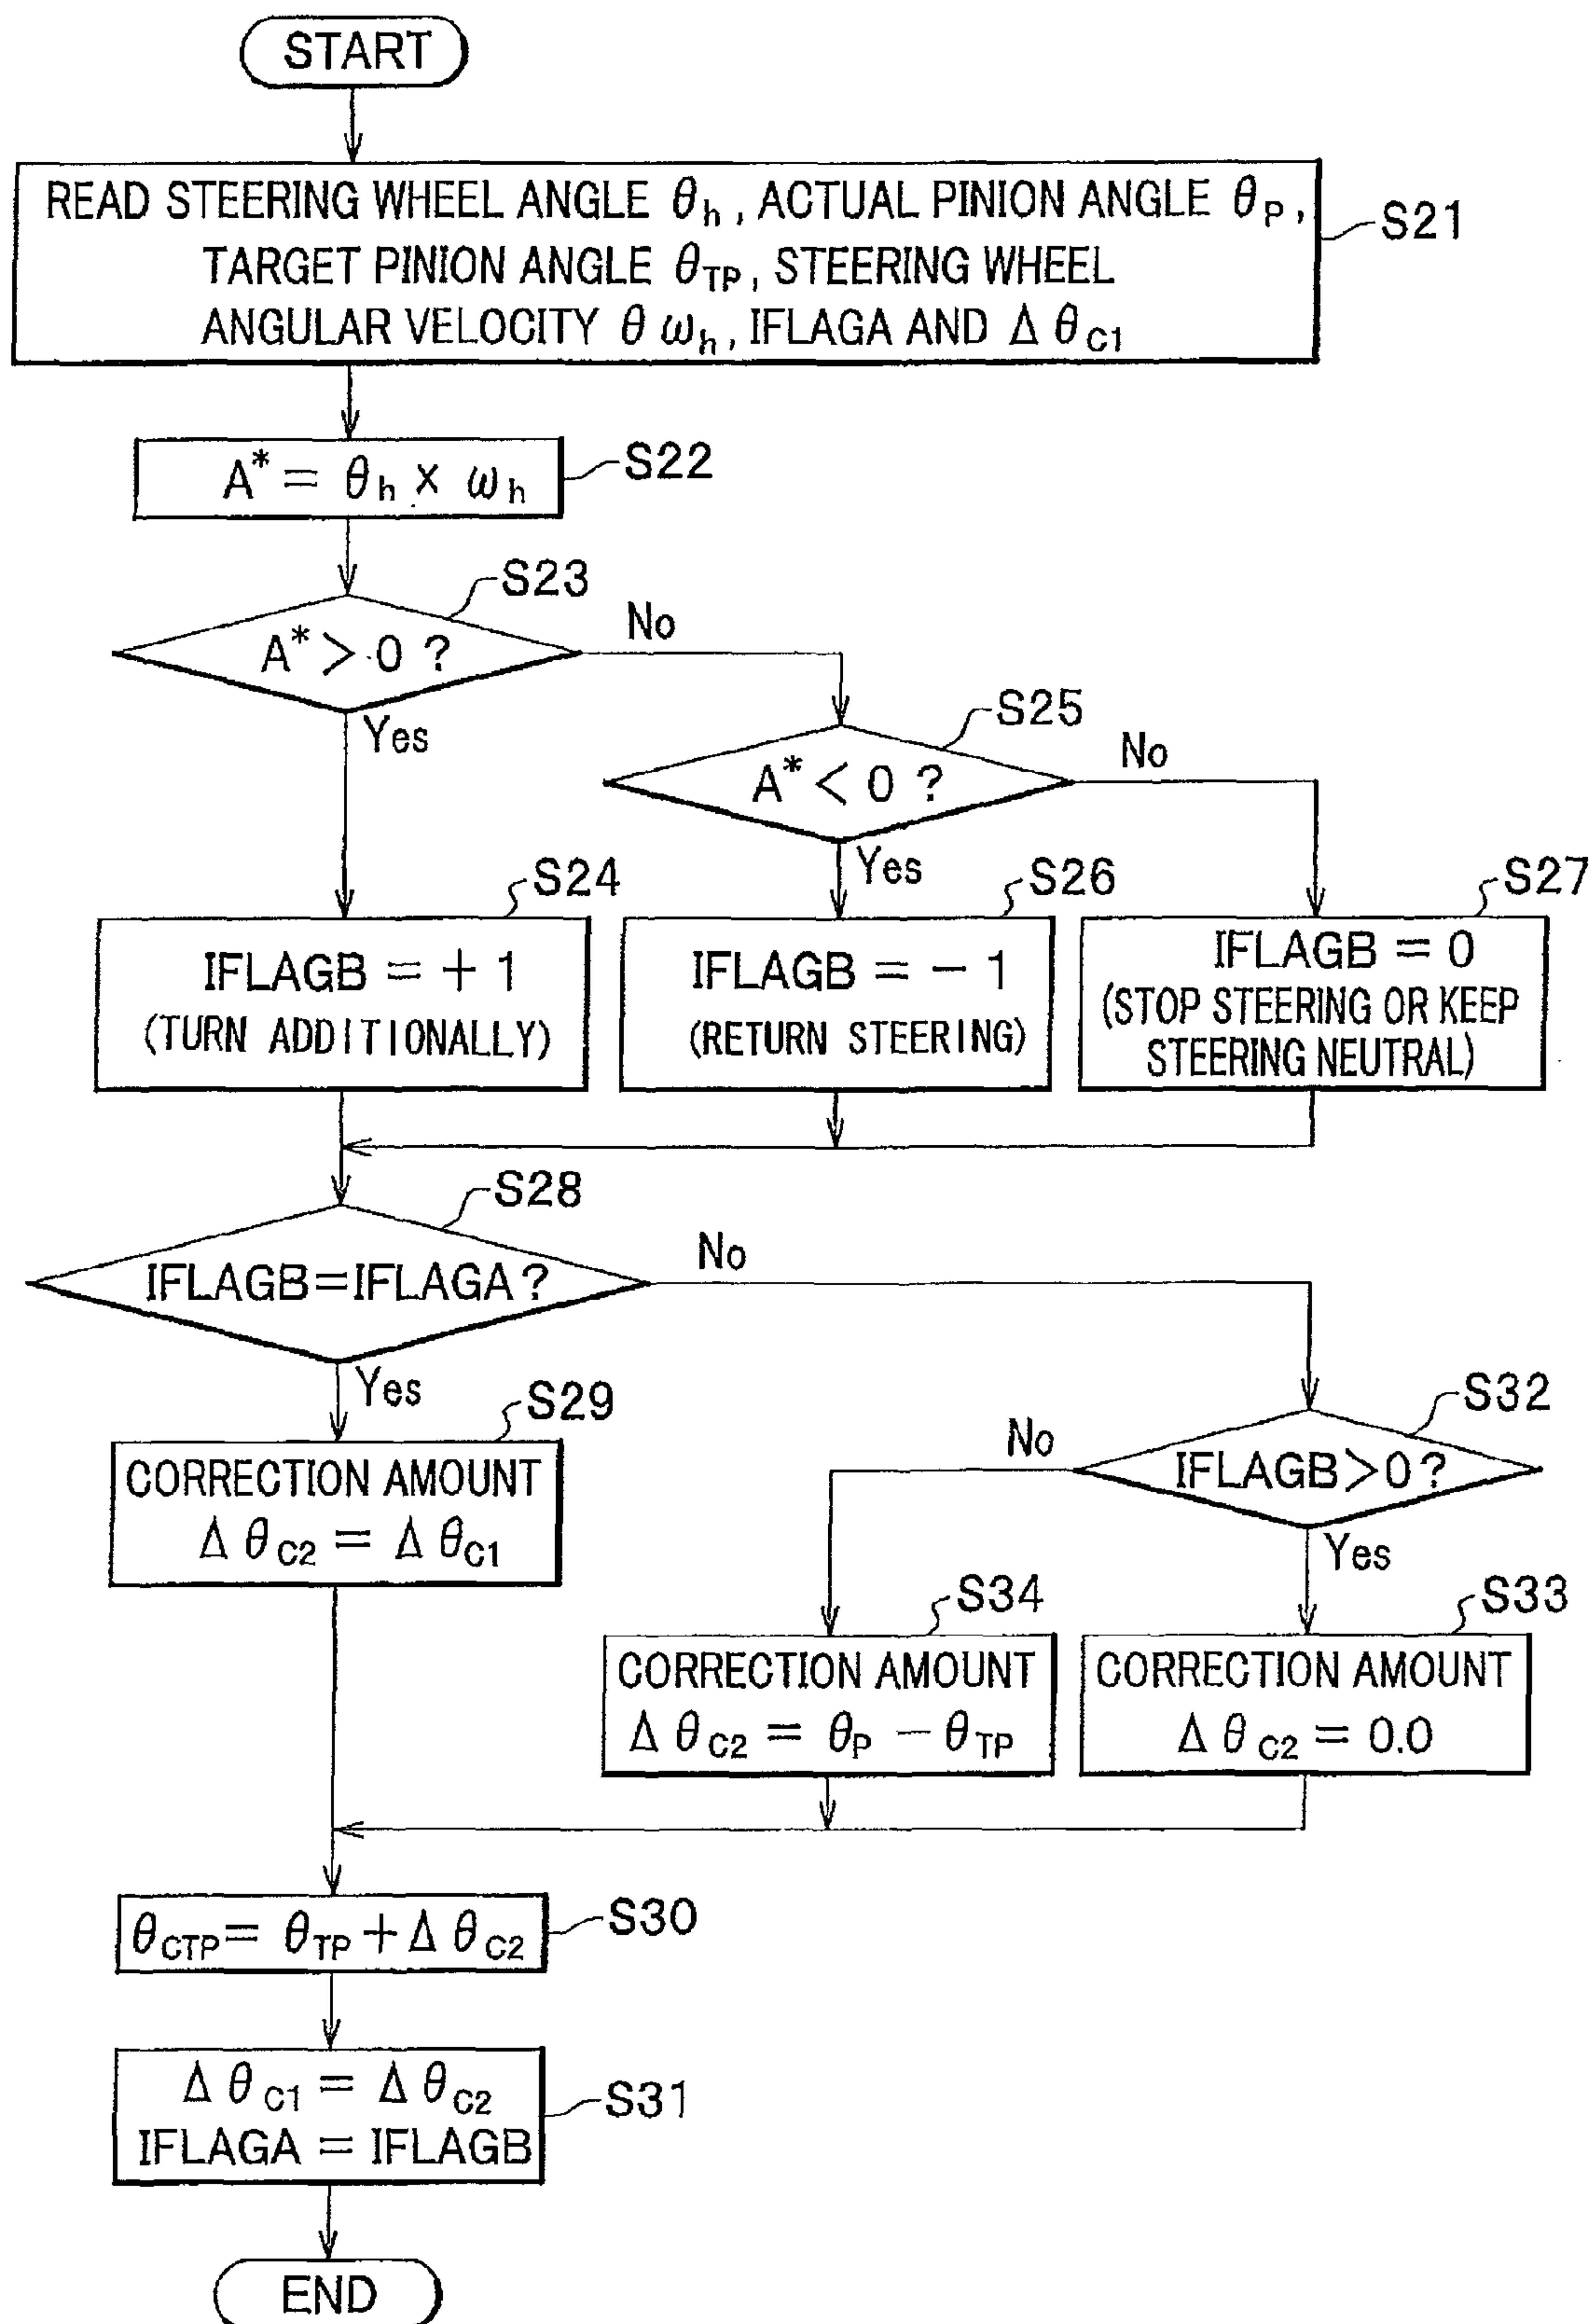 START
READ STEERING WHEEL ANGLE θh, ACTUAL PINION ANGLE θP,
TARGET PINION ANGLE θTP, STEERING WHEEL
ANGULAR VELOCITY θ ωh, IFLAGA AND Δ θC1
S21
A* = θh × ωh
S22
S23
A* > 0 ?
No
Yes
S25
A* < 0 ?
No
Yes
S24
IFLAGB = + 1
(TURN ADDITIONALLY)
S26
IFLAGB = − 1
(RETURN STEERING)
S27
IFLAGB = 0
(STOP STEERING OR KEEP
STEERING NEUTRAL)
S28
IFLAGB=IFLAGA?
No
Yes
S29
CORRECTION AMOUNT
Δ θC2 = Δ θC1
S32
IFLAGB>0?
No
Yes
S34
CORRECTION AMOUNT
Δ θC2 = θP − θTP
S33
CORRECTION AMOUNT
Δ θC2 = 0.0
θCTP= θTP+Δ θC2
S30
Δ θC1 = Δ θC2
IFLAGA = IFLAGB
S31
END